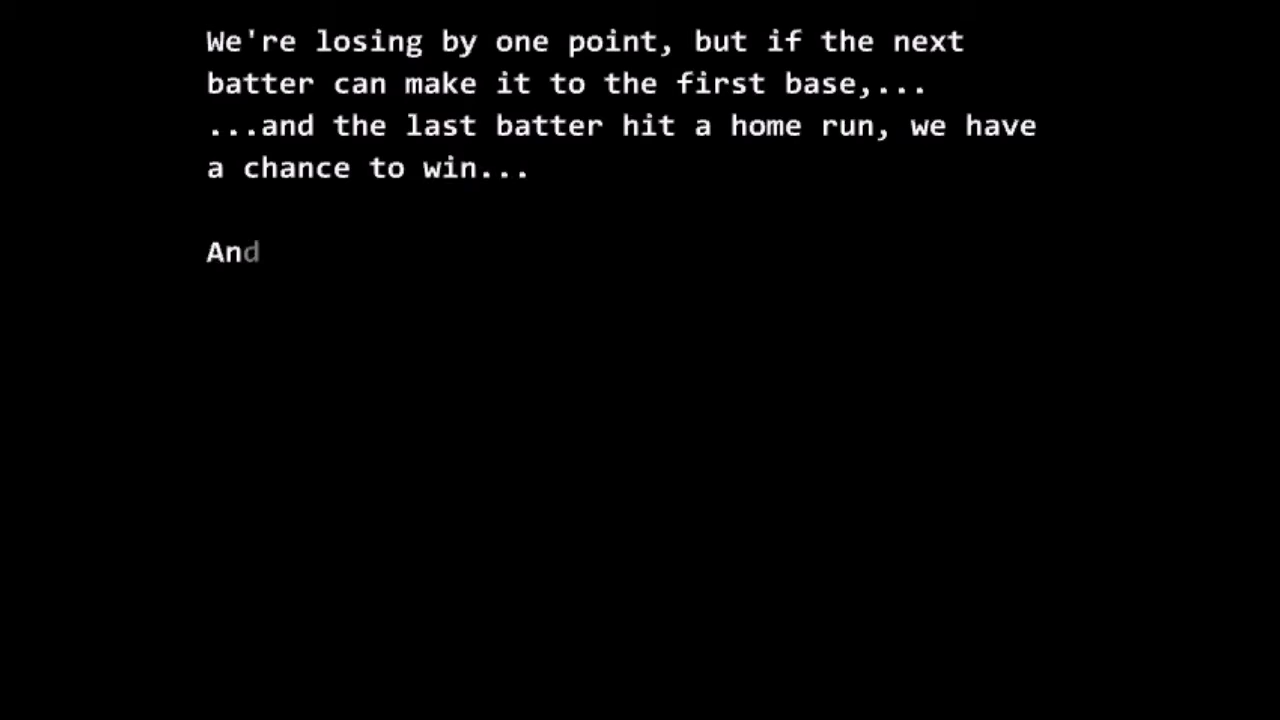 We're losing by one point, but if the next
batter can make it to the first base,...
...and the last batter hit a home run, we have
a chance to win...
And